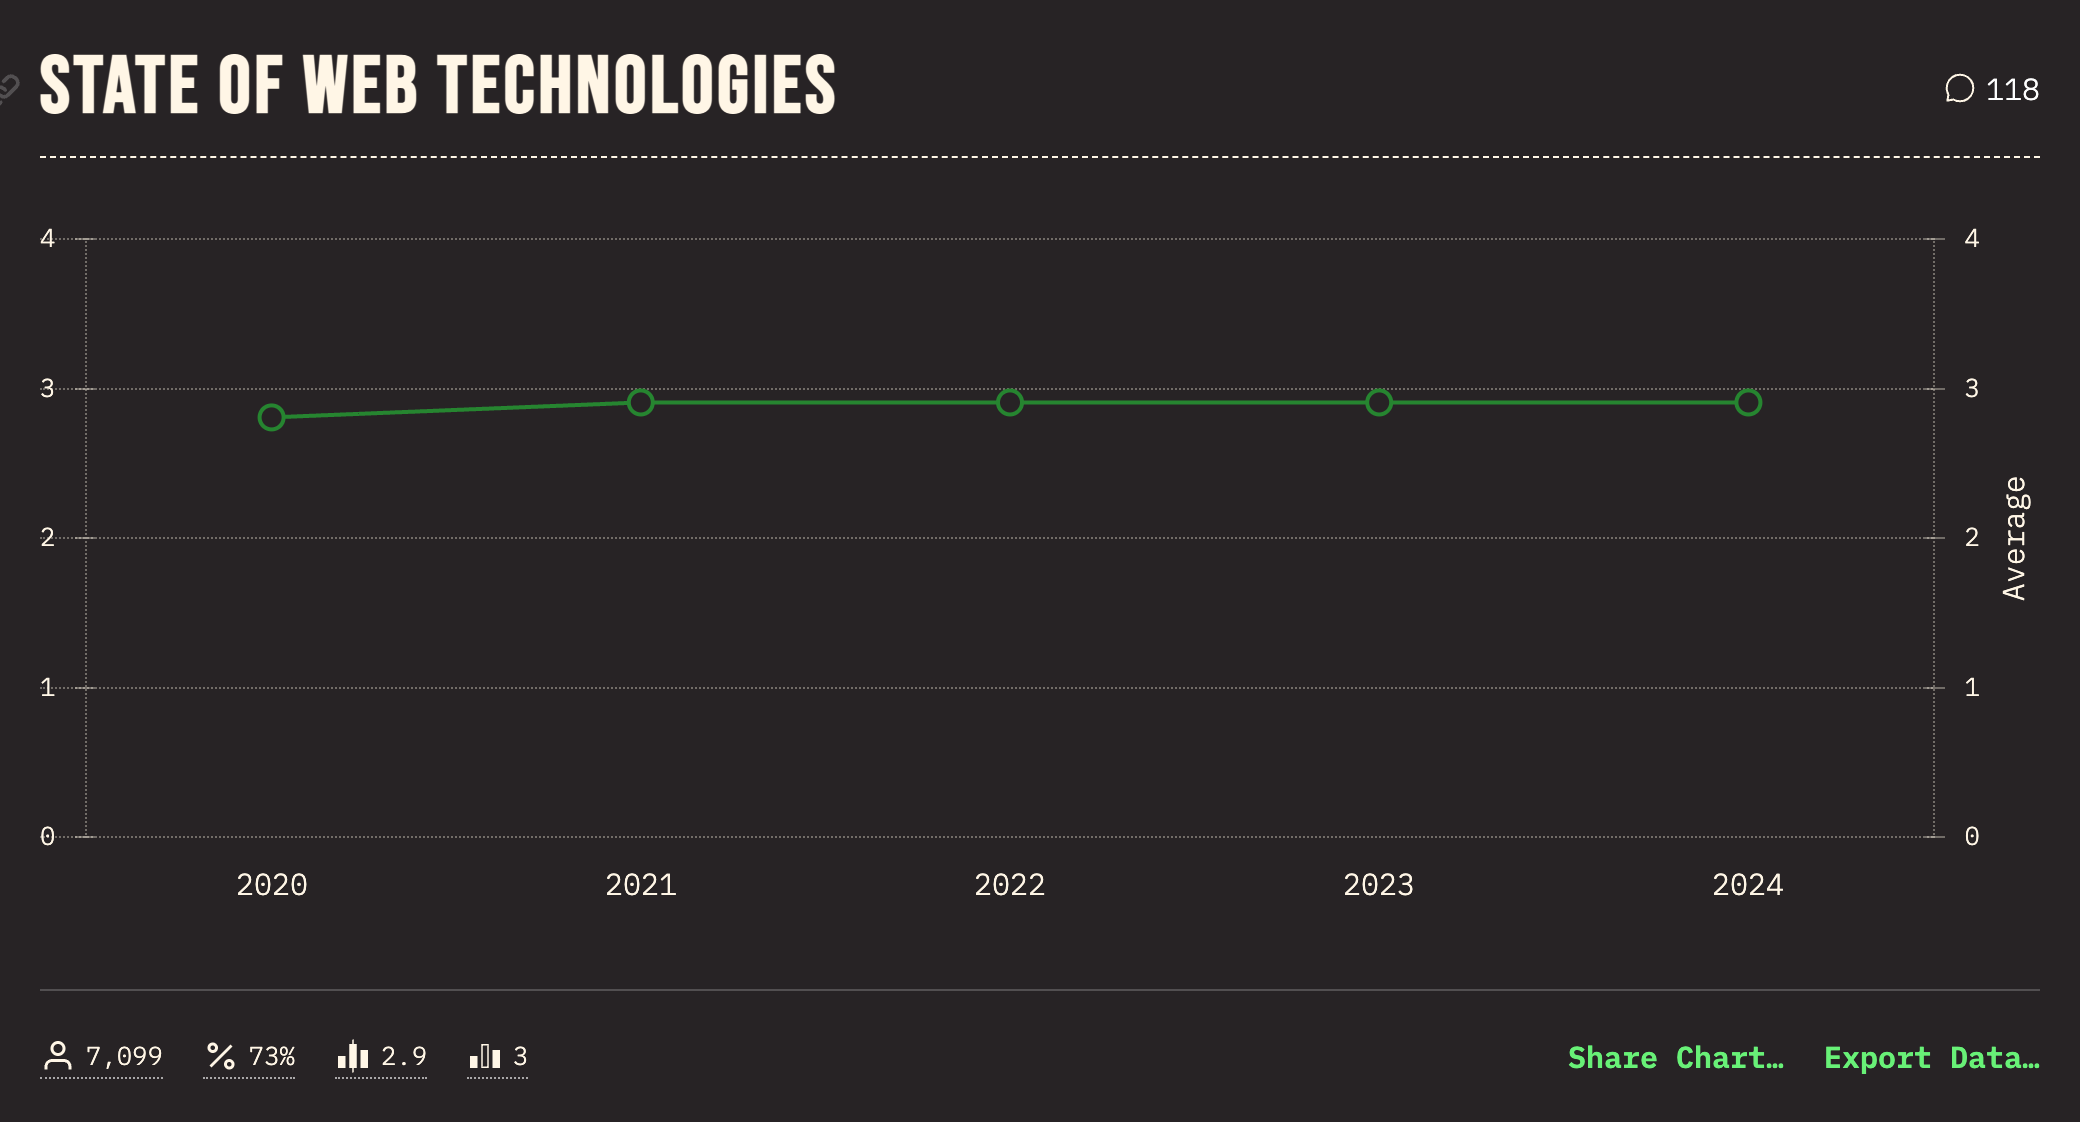 STATE OF WEB TECHNOLOGIES
118
4 4
3 3
2 2
1 1
0 0
Average
2020 2021 2022 2023 2024
7,099 73% 2.9 3
Share Chart… Export Data…